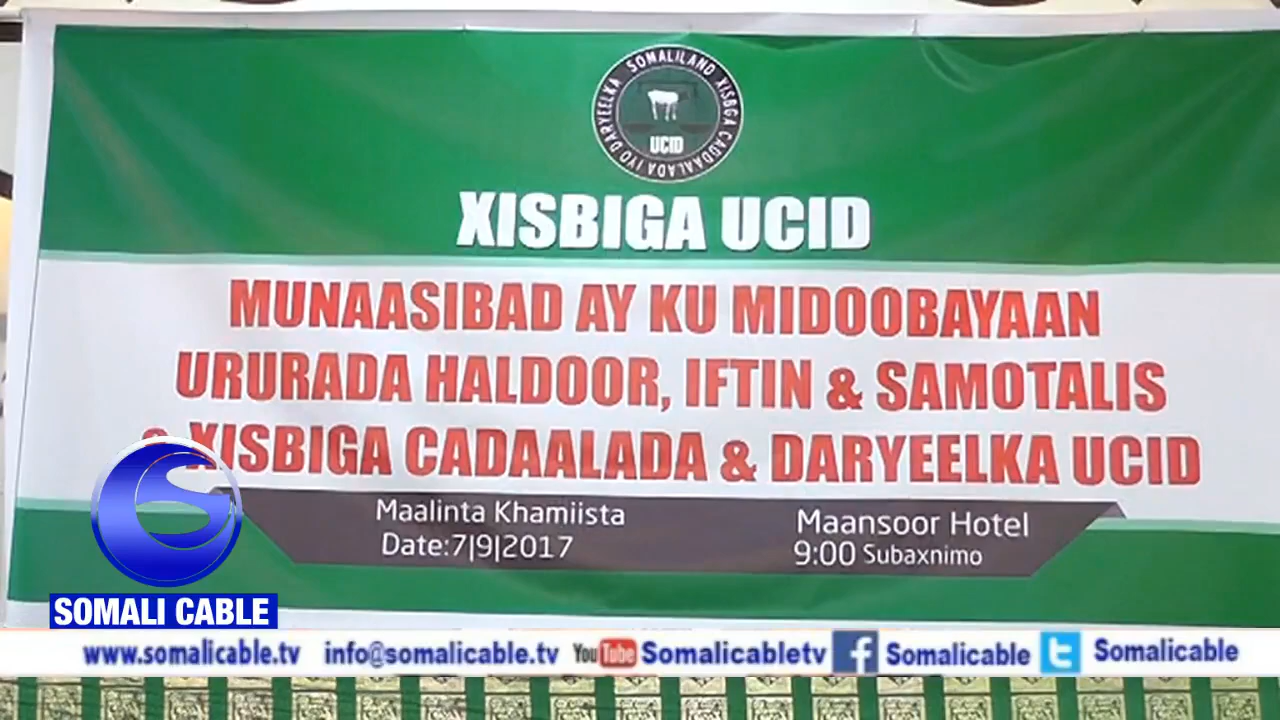 SOMALILAND XISBGA CADDAALADA IYO DARYEELKA
UCID
XISBIGA UCID
MUNAASIBAD AY KU MIDOOBAYAAN
URURADA HALDOOR, IFTIN & SAMOTALIS
& XISBIGA CADAALADA & DARYEELKA UCID
Maalinta Khamiista
Date:7|9|2017
Maansoor Hotel
9:00 Subaxnimo
SOMALI CABLE
www.somalicable.tv info@somalicable.tv YouTube Somalicabletv f Somalicable Somalicable